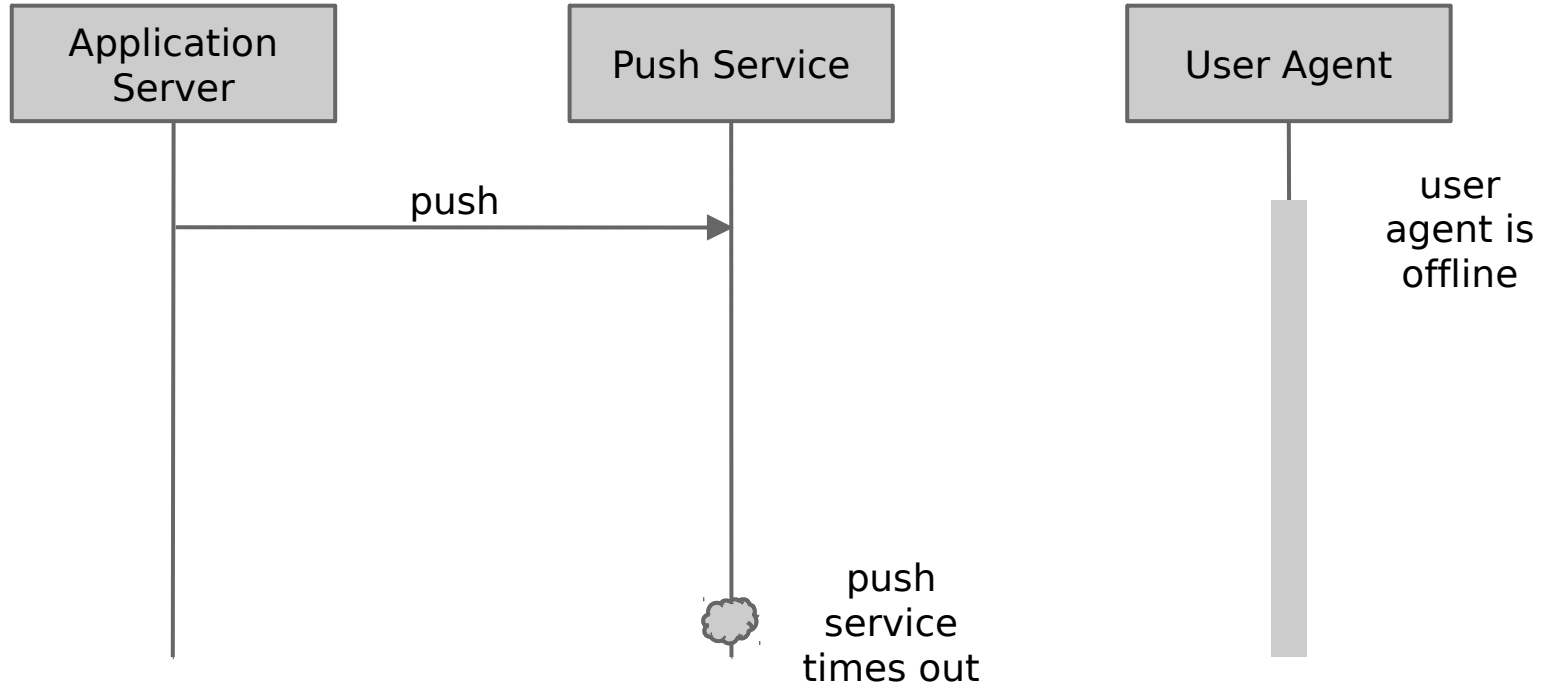 Application
Server
Push Service
User Agent
push
user
agent is
offline
push
service
times out